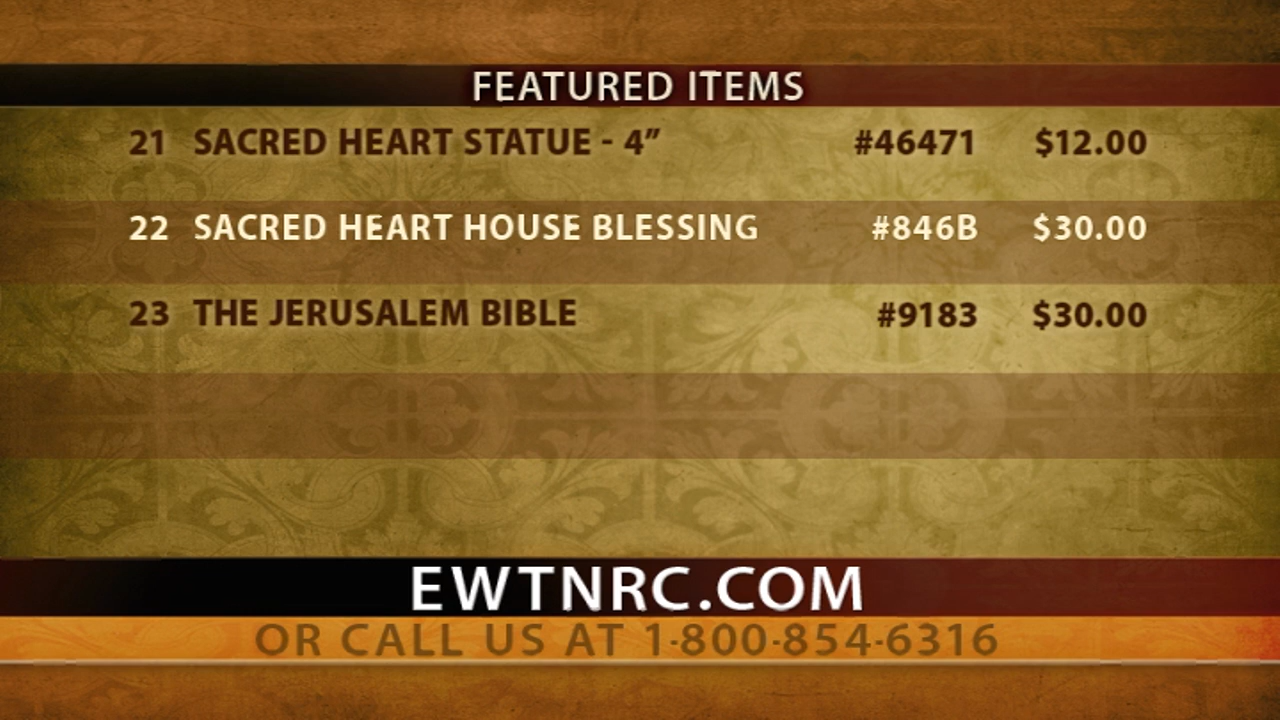 FEATURED ITEMS
21 SACRED HEART STATUE - 4” #46471 $12.00
22 SACRED HEART HOUSE BLESSING #846B $30.00
23 THE JERUSALEM BIBLE #9183 $30.00
EWTNRC.COM
OR CALL US AT 1-800-854-6316